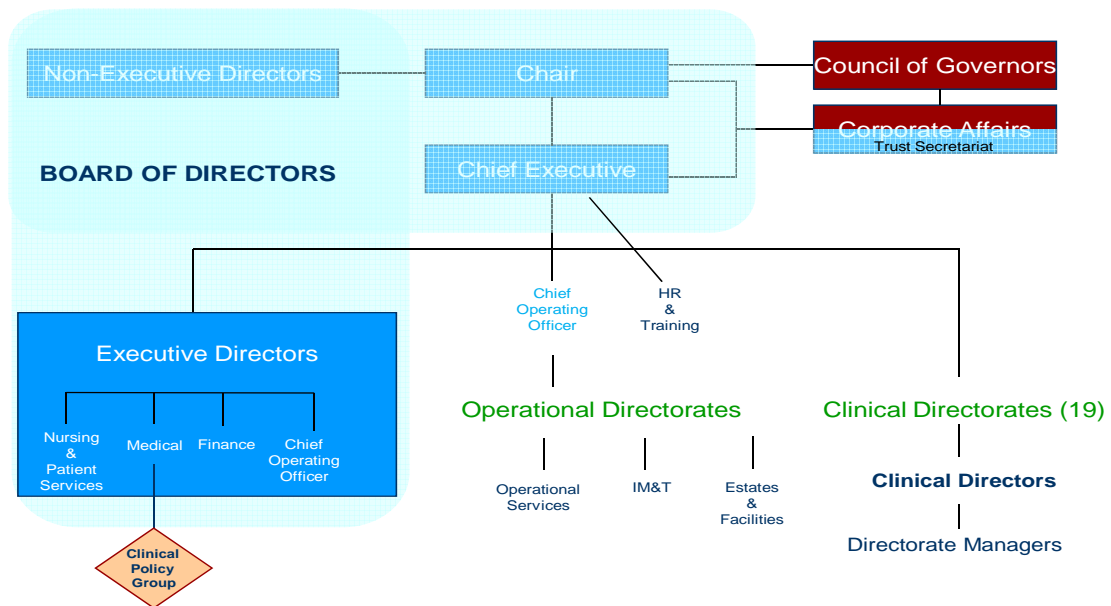 Non-Executive Directors
Chair
Council of Governors
Corporate Affairs
Trust Secretariat
BOARD OF DIRECTORS
Chief Executive
Chief
Operating
Officer
HR
&
Training
Executive Directors
Nursing
&
Patient
Services
Medical
Finance
Chief
Operating
Officer
Operational Directorates
Clinical Directorates (19)
Operational
Services
IM&T
Estates
&
Facilities
Clinical Directors
Directorate Managers
Clinical
Policy
Group